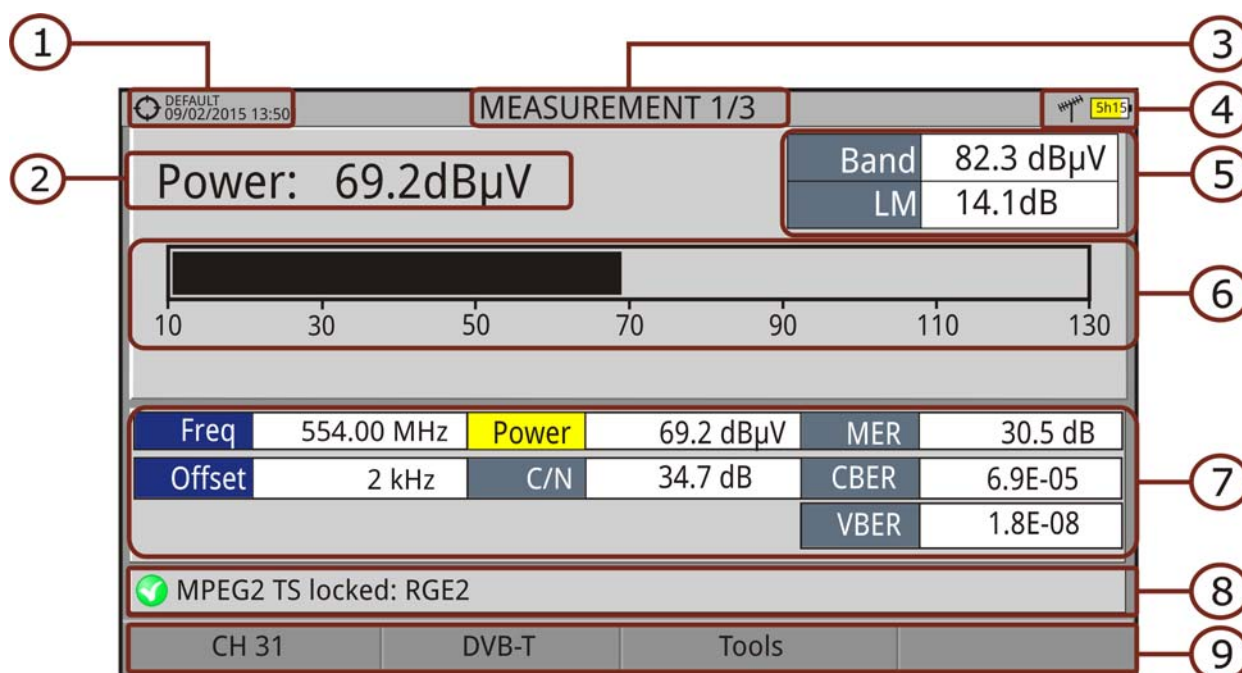 1
3
DEFAULT
09/02/2015 13:50
MEASUREMENT 1/3
5h15
4
2
Power: 69.2dBµV
Band 82.3 dBµV
LM 14.1dB
5
6
10 30 50 70 90 110 130
Freq 554.00 MHz Power 69.2 dBµV MER 30.5 dB
Offset 2 kHz C/N 34.7 dB CBER 6.9E-05
7
VBER 1.8E-08
MPEG2 TS locked: RGE2
8
CH 31 DVB-T Tools
9